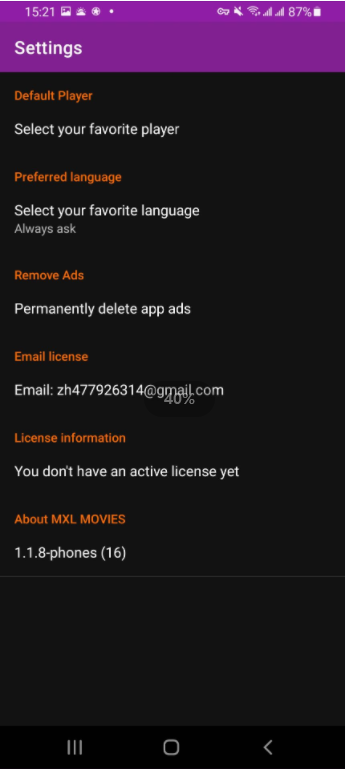 15:21 87%
Settings
Default Player
Select your favorite player
Preferred language
Select your favorite language
Always ask
Remove Ads
Permanently delete app ads
Email license
Email: zh477926314@gmail.com
40%
License information
You don't have an active license yet
About MXL MOVIES
1.1.8-phones (16)